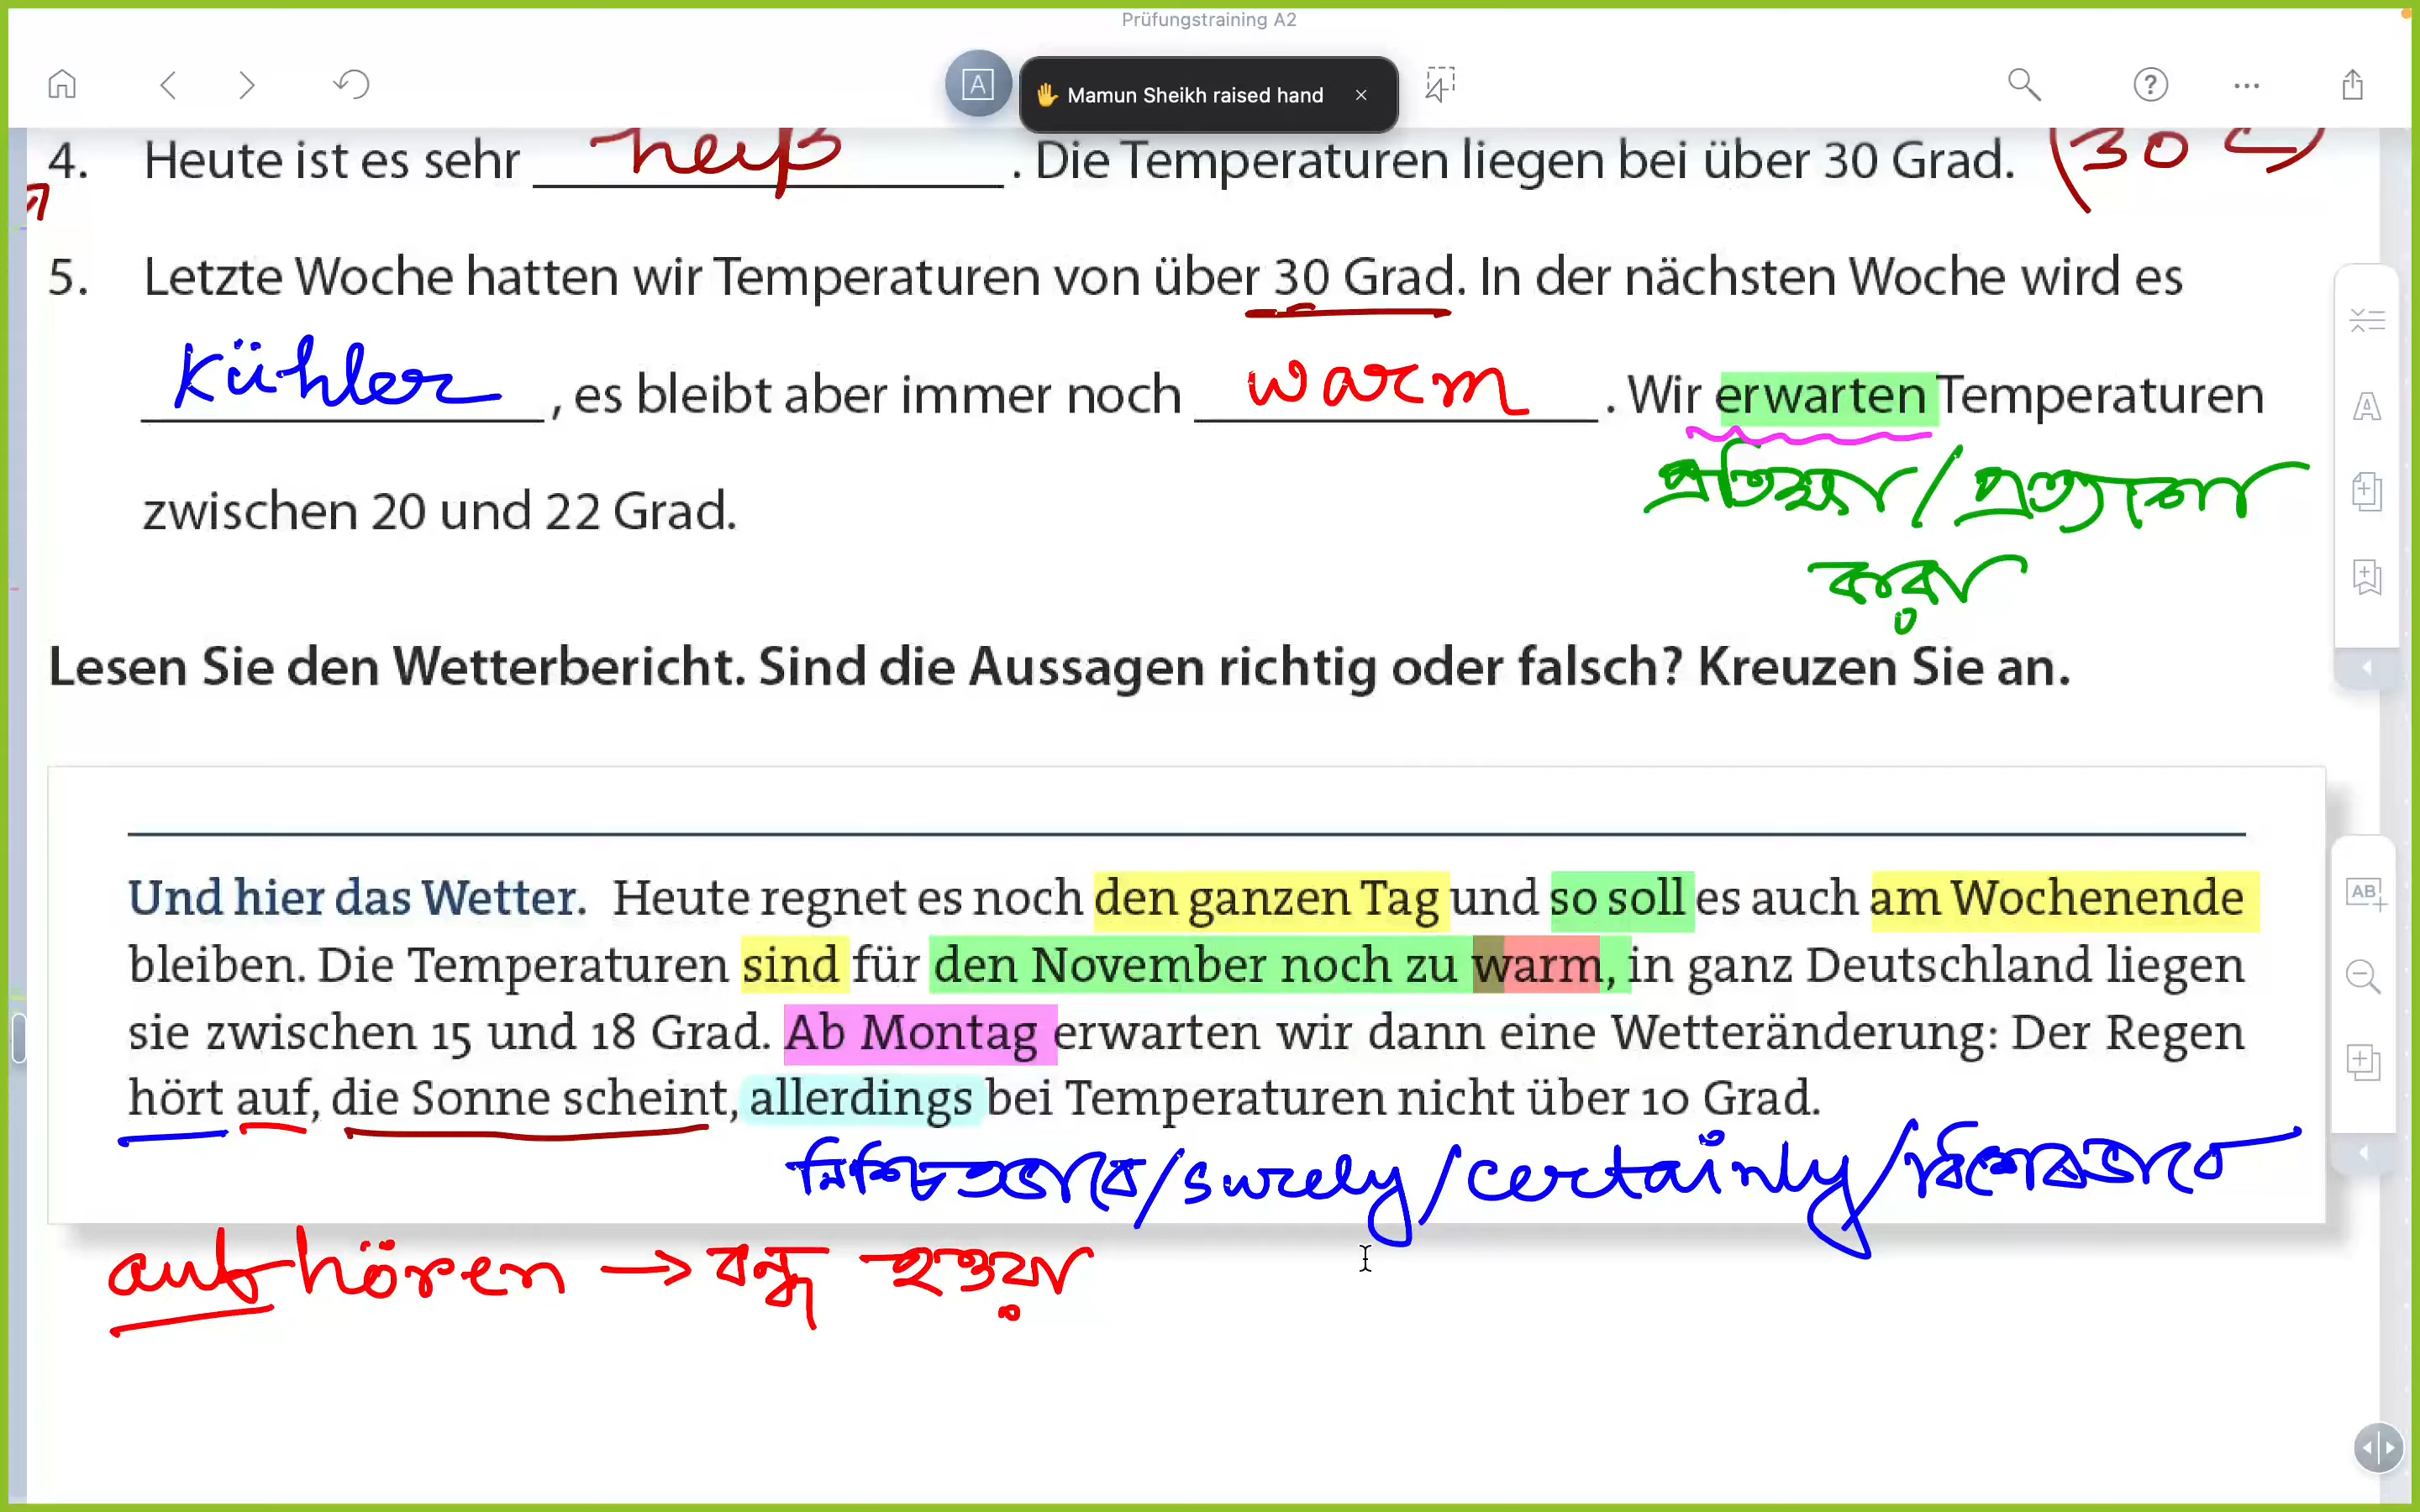 Prüfungstraining A2
Mamun Sheikh raised hand
4. Heute ist es sehr heiß. Die Temperaturen liegen bei über 30 Grad. (30 C)
5. Letzte Woche hatten wir Temperaturen von über 30 Grad. In der nächsten Woche wird es
kühler, es bleibt aber immer noch warm. Wir erwarten Temperaturen
zwischen 20 und 22 Grad.
করা
Lesen Sie den Wetterbericht. Sind die Aussagen richtig oder falsch? Kreuzen Sie an.
Und hier das Wetter. Heute regnet es noch den ganzen Tag und so soll es auch am Wochenende
bleiben. Die Temperaturen sind für den November noch zu warm, in ganz Deutschland liegen
sie zwischen 15 und 18 Grad. Ab Montag erwarten wir dann eine Wetteränderung: Der Regen
hört auf, die Sonne scheint, allerdings bei Temperaturen nicht über 10 Grad.
/surely/certainly/
aufhören → বন্ধ হওয়া